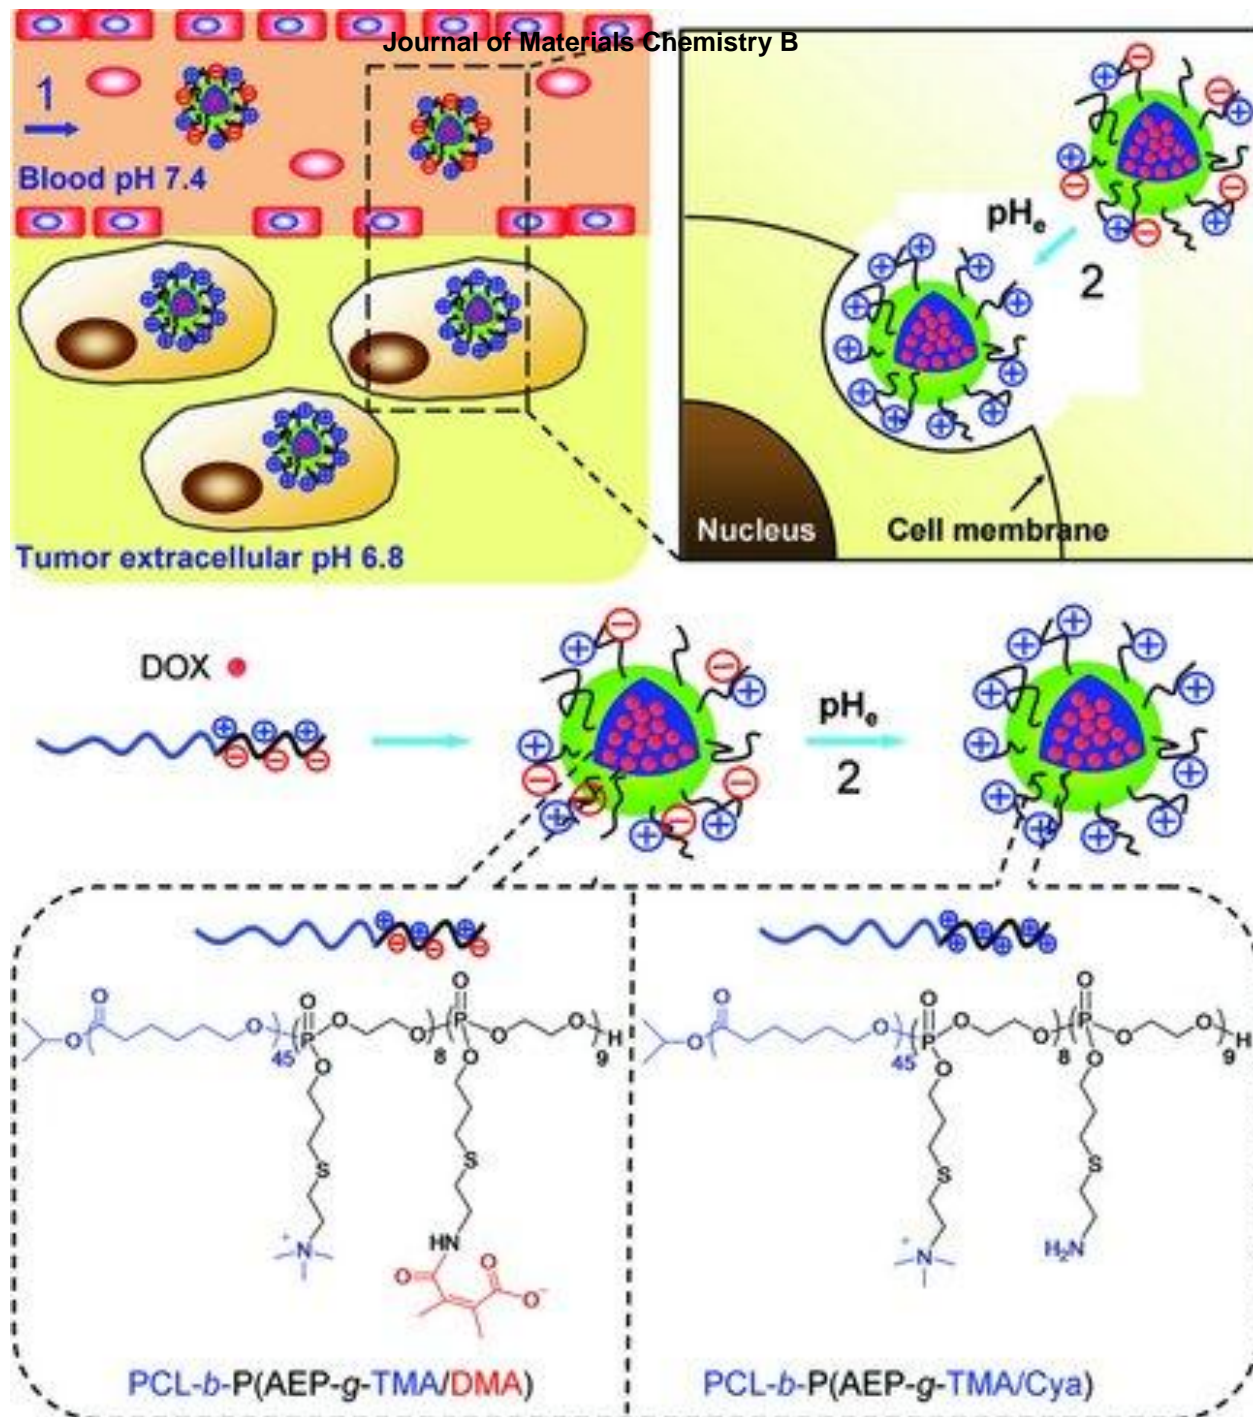 Journal of Materials Chemistry B
1
Blood pH 7.4
Tumor extracellular pH 6.8
pHe
2
Nucleus
Cell membrane
DOX
pHe
2
O
O
O
O
45
P
O
O
O
8
P
O
O
O
H
9
O
O
S
S
N
+
HN
O
O
O
-
PCL-b-P(AEP-g-TMA/DMA)
O
O
O
O
45
P
O
O
O
8
P
O
O
O
H
9
O
O
S
S
N
+
H2N
PCL-b-P(AEP-g-TMA/Cya)